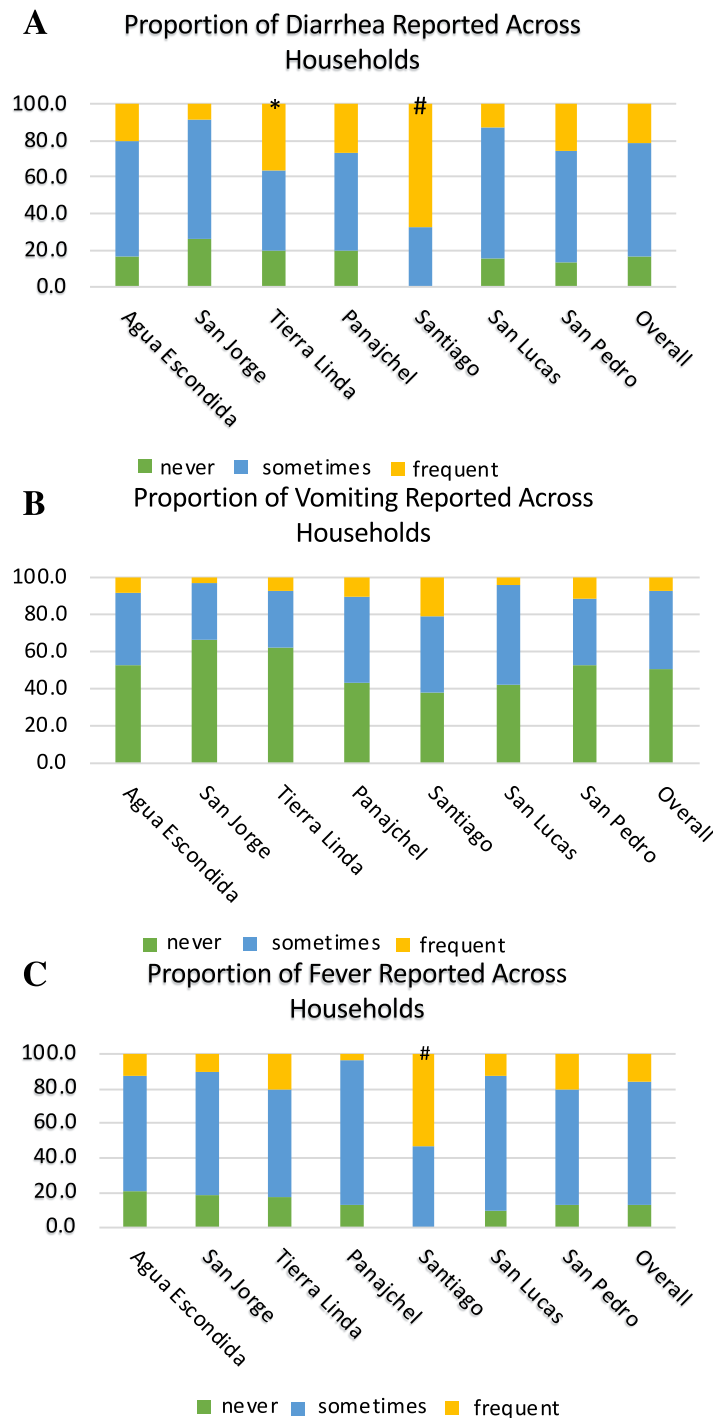 A
Proportion of Diarrhea Reported Across
Households
100.0
80.0
60.0
40.0
20.0
0.0
*
#
Agua Escondida
San Jorge
Tierra Linda
Panajchel
Santiago
San Lucas
San Pedro
Overall
never sometimes frequent
B
Proportion of Vomiting Reported Across
Households
100.0
80.0
60.0
40.0
20.0
0.0
Agua Escondida
San Jorge
Tierra Linda
Panajchel
Santiago
San Lucas
San Pedro
Overall
never sometimes frequent
C
Proportion of Fever Reported Across
Households
100.0
80.0
60.0
40.0
20.0
0.0
#
Agua Escondida
San Jorge
Tierra Linda
Panajchel
Santiago
San Lucas
San Pedro
Overall
never sometimes frequent